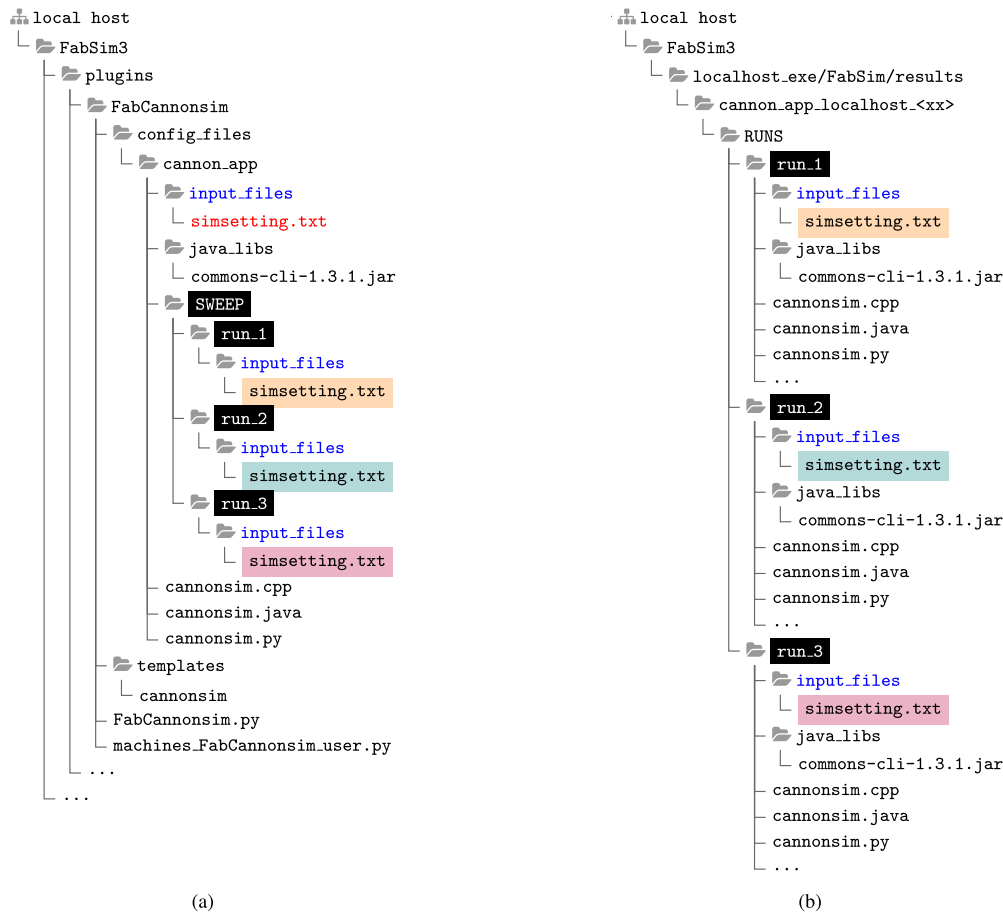 local host
FabSim3
plugins
FabCannonsim
config_files
cannon_app
input_files
simsetting.txt
java_libs
commons-cli-1.3.1.jar
SWEEP
run_1
input_files
simsetting.txt
run_2
input_files
simsetting.txt
run_3
input_files
simsetting.txt
cannonsim.cpp
cannonsim.java
cannonsim.py
templates
cannonsim
FabCannonsim.py
machines_FabCannonsim_user.py
...
...
(a)
local host
FabSim3
localhost_exe/FabSim/results
cannon_app_localhost_<xx>
RUNS
run_1
input_files
simsetting.txt
java_libs
commons-cli-1.3.1.jar
cannonsim.cpp
cannonsim.java
cannonsim.py
...
run_2
input_files
simsetting.txt
java_libs
commons-cli-1.3.1.jar
cannonsim.cpp
cannonsim.java
cannonsim.py
...
run_3
input_files
simsetting.txt
java_libs
commons-cli-1.3.1.jar
cannonsim.cpp
cannonsim.java
cannonsim.py
...
(b)